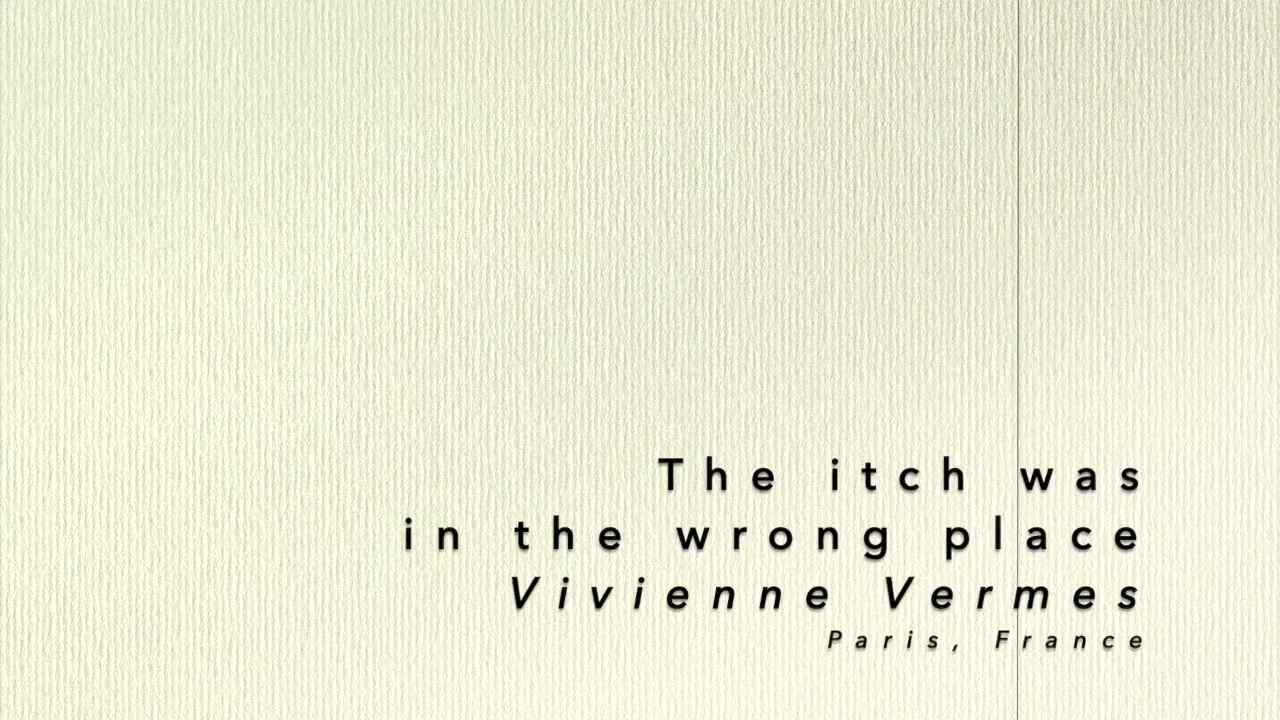 The itch was
in the wrong place
Vivienne Vermes
Paris, France